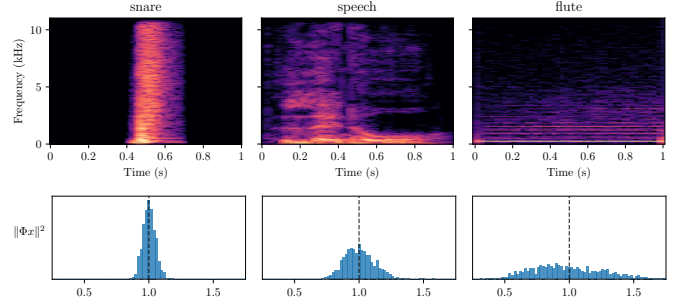 snare speech flute
Frequency (kHz)
10
5
0
0 0.2 0.4 0.6 0.8 1 0 0.2 0.4 0.6 0.8 1 0 0.2 0.4 0.6 0.8 1
Time (s) Time (s) Time (s)
‖Φx‖²
0.5 1.0 1.5 0.5 1.0 1.5 0.5 1.0 1.5